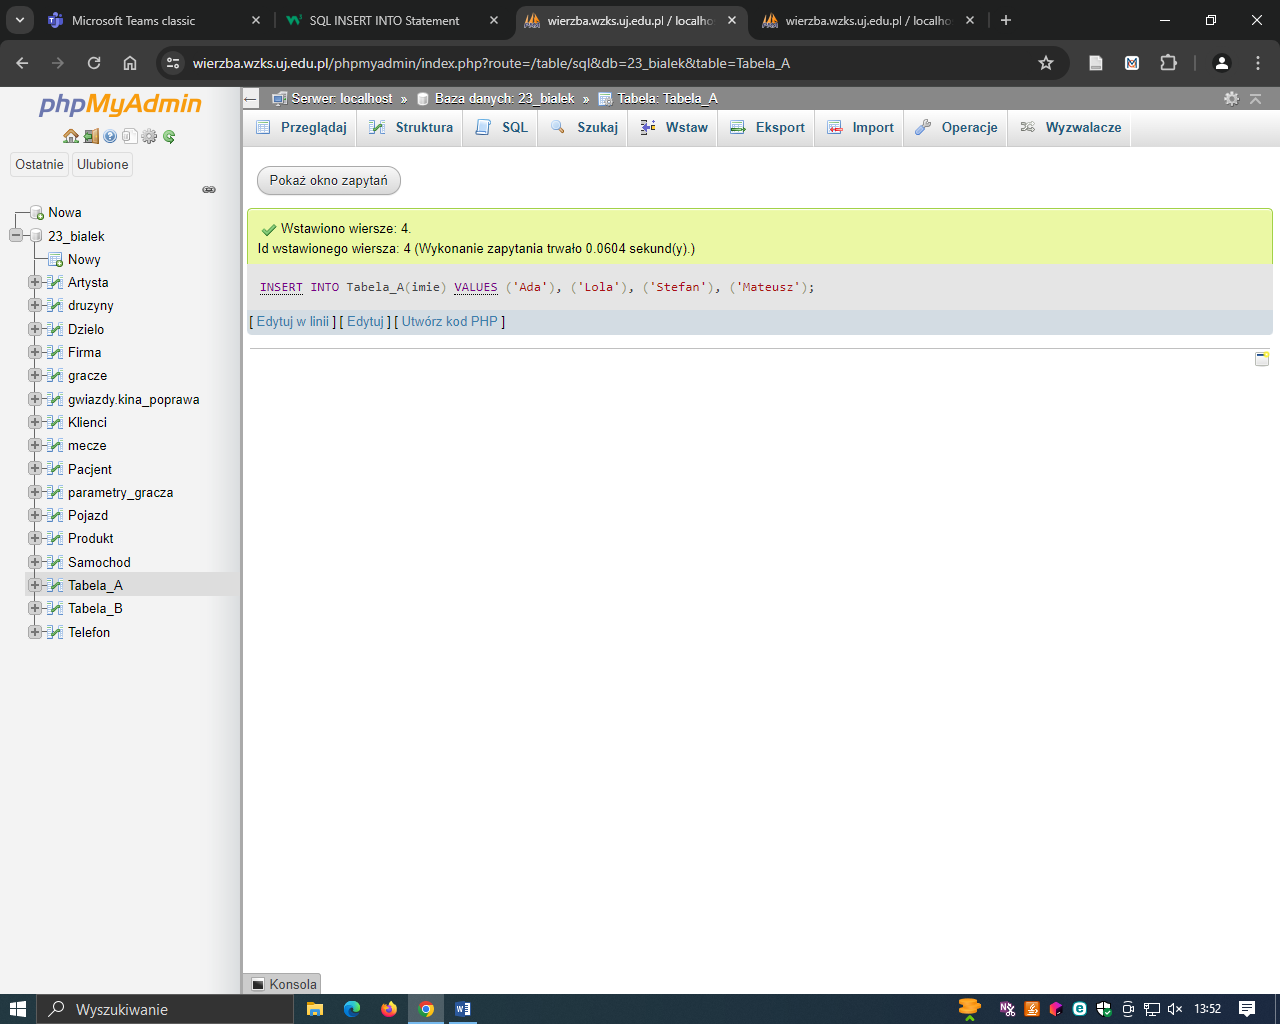 Microsoft Teams classic
SQL INSERT INTO Statement
wierzba.wzks.uj.edu.pl / localho
wierzba.wzks.uj.edu.pl / localho
wierzba.wzks.uj.edu.pl/phpmyadmin/index.php?route=/table/sql&db=23_bialek&table=Tabela_A
phpMyAdmin
Ostatnie
Ulubione
Nowa
23_bialek
Nowy
Artysta
druzyny
Dzielo
Firma
gracze
gwiazdy.kina_poprawa
Klienci
mecze
Pacjent
parametry_gracza
Pojazd
Produkt
Samochod
Tabela_A
Tabela_B
Telefon
Serwer: localhost » Baza danych: 23_bialek » Tabela: Tabela_A
Przeglądaj
Struktura
SQL
Szukaj
Wstaw
Eksport
Import
Operacje
Wyzwalacze
Pokaż okno zapytań
Wstawiono wiersze: 4.
Id wstawionego wiersza: 4 (Wykonanie zapytania trwało 0.0604 sekund(y).)
INSERT INTO Tabela_A(imie) VALUES ('Ada'), ('Lola'), ('Stefan'), ('Mateusz');
[ Edytuj w linii ] [ Edytuj ] [ Utwórz kod PHP ]
Konsola
Wyszukiwanie
13:52